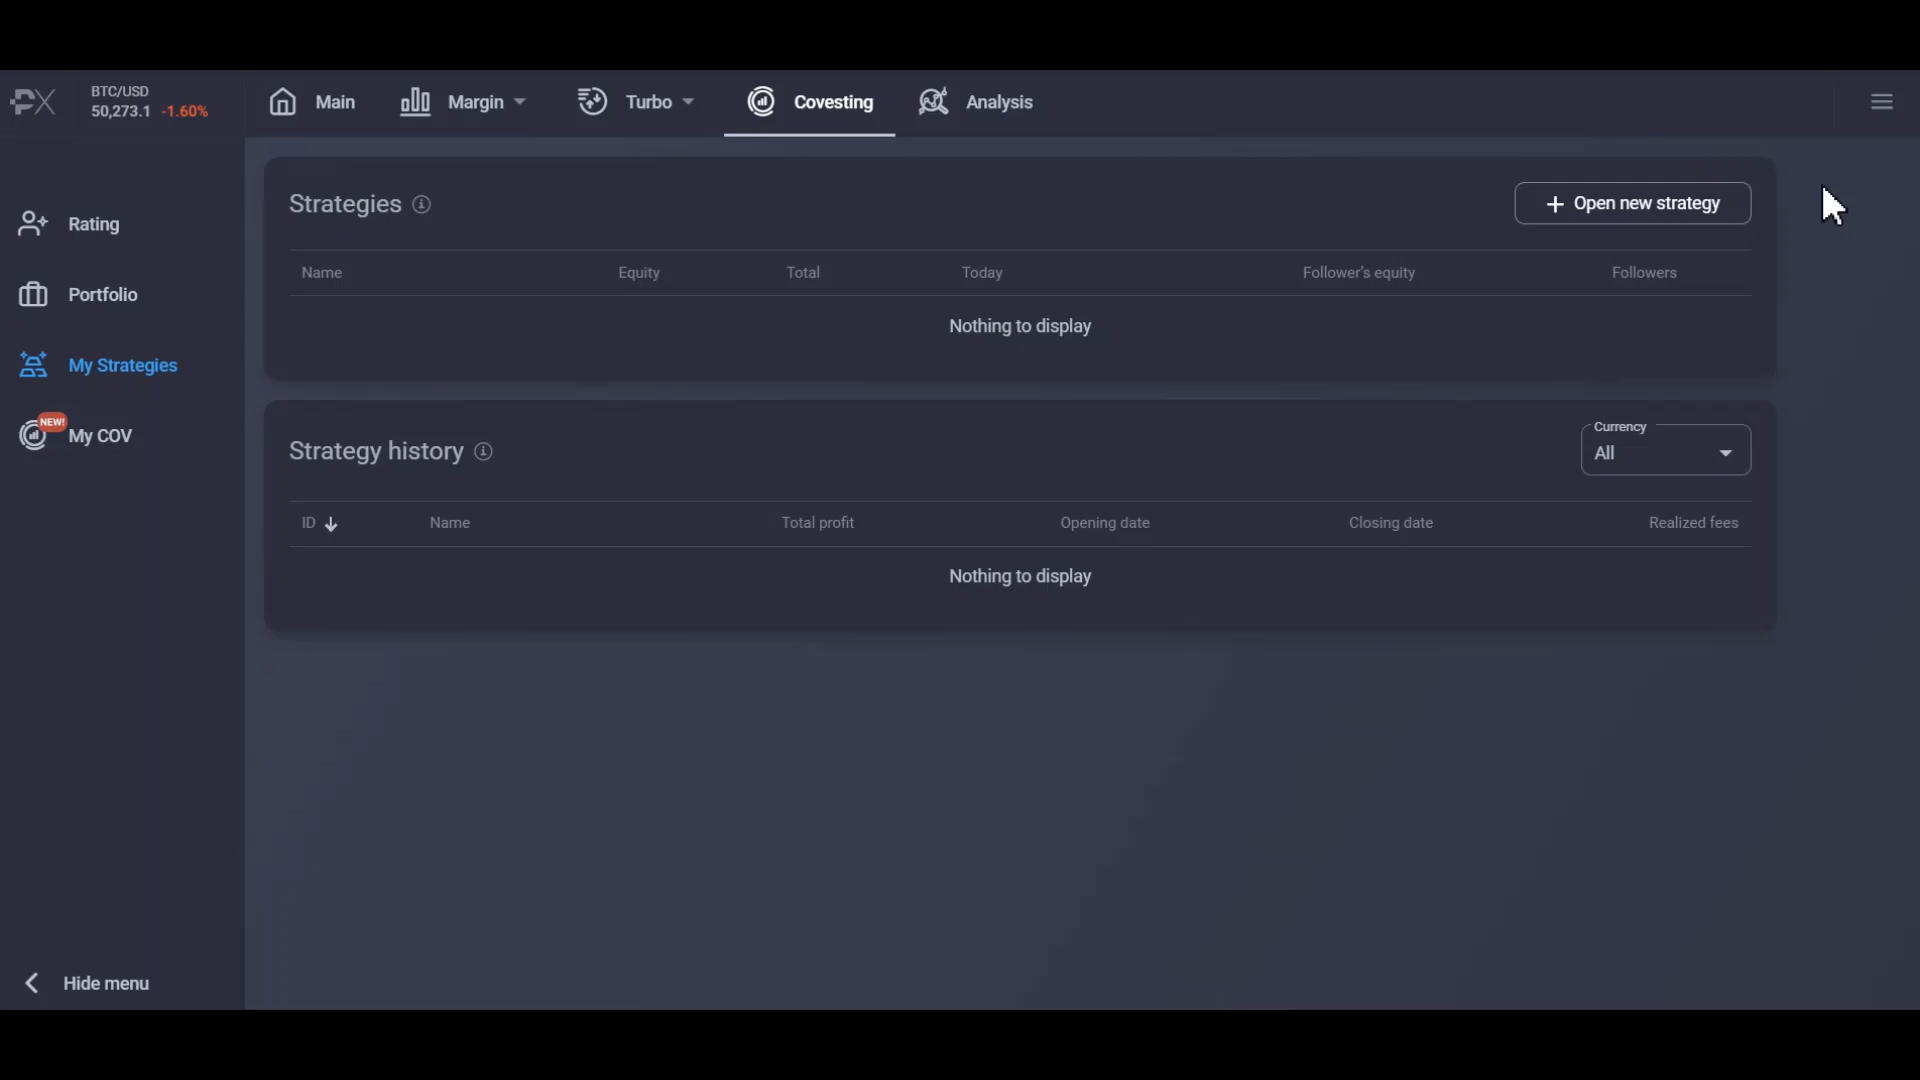 PX
BTC/USD
50,273.1 -1.60%
Main
Margin
Turbo
Covesting
Analysis
Rating
Portfolio
My Strategies
NEW!
My COV
Hide menu
Strategies
+ Open new strategy
Name Equity Total Today Follower's equity Followers
Nothing to display
Strategy history
Currency
All
ID Name Total profit Opening date Closing date Realized fees
Nothing to display